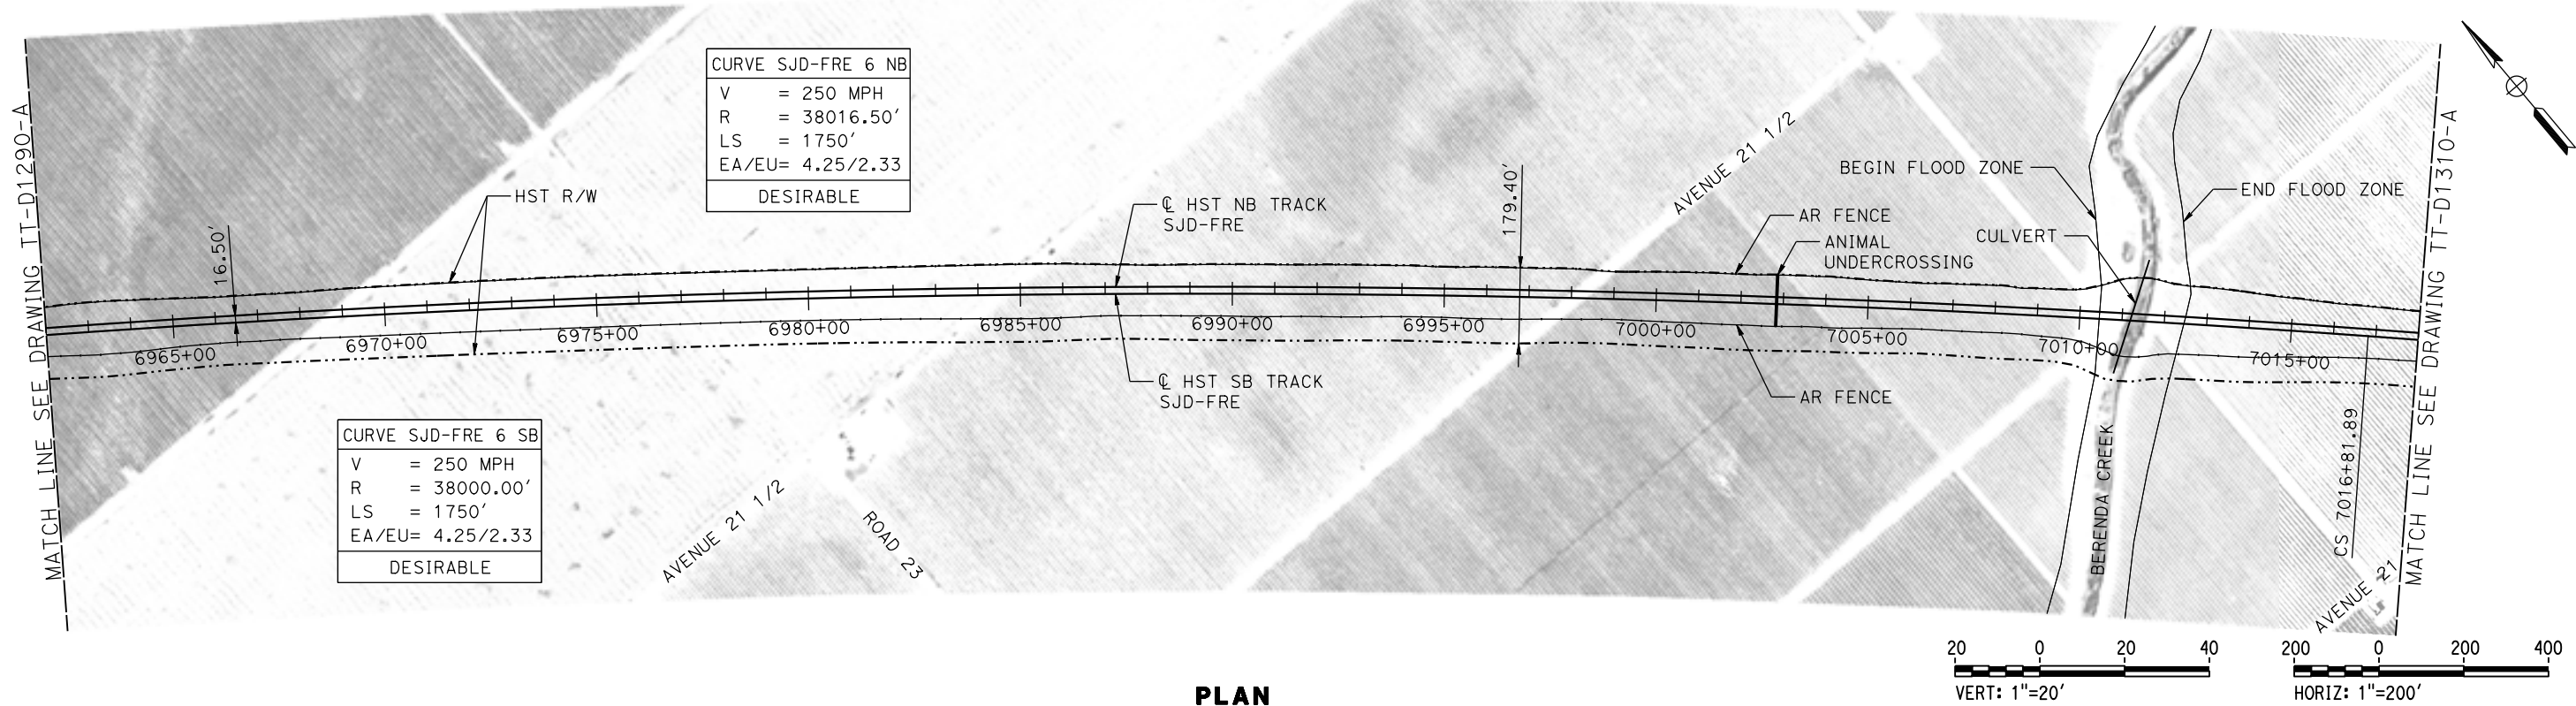 MATCH LINE SEE DRAWING TT-D1290-A
16.50'
HST R/W
CURVE SJD-FRE 6 NB
V = 250 MPH
R = 38016.50'
LS = 1750'
EA/EU= 4.25/2.33
DESIRABLE
℄ HST NB TRACK
SJD-FRE
179.40'
AVENUE 21 1/2
AR FENCE
ANIMAL
UNDERCROSSING
BEGIN FLOOD ZONE
CULVERT
END FLOOD ZONE
MATCH LINE SEE DRAWING TT-D1310-A
6965+00
6970+00
6975+00
6980+00
6985+00
6990+00
6995+00
7000+00
7005+00
7010+00
7015+00
℄ HST SB TRACK
SJD-FRE
AR FENCE
CURVE SJD-FRE 6 SB
V = 250 MPH
R = 38000.00'
LS = 1750'
EA/EU= 4.25/2.33
DESIRABLE
AVENUE 21 1/2
ROAD 23
BERENDA CREEK
CS 7016+81.89
AVENUE 21
PLAN
20 0 20 40
VERT: 1"=20'
200 0 200 400
HORIZ: 1"=200'